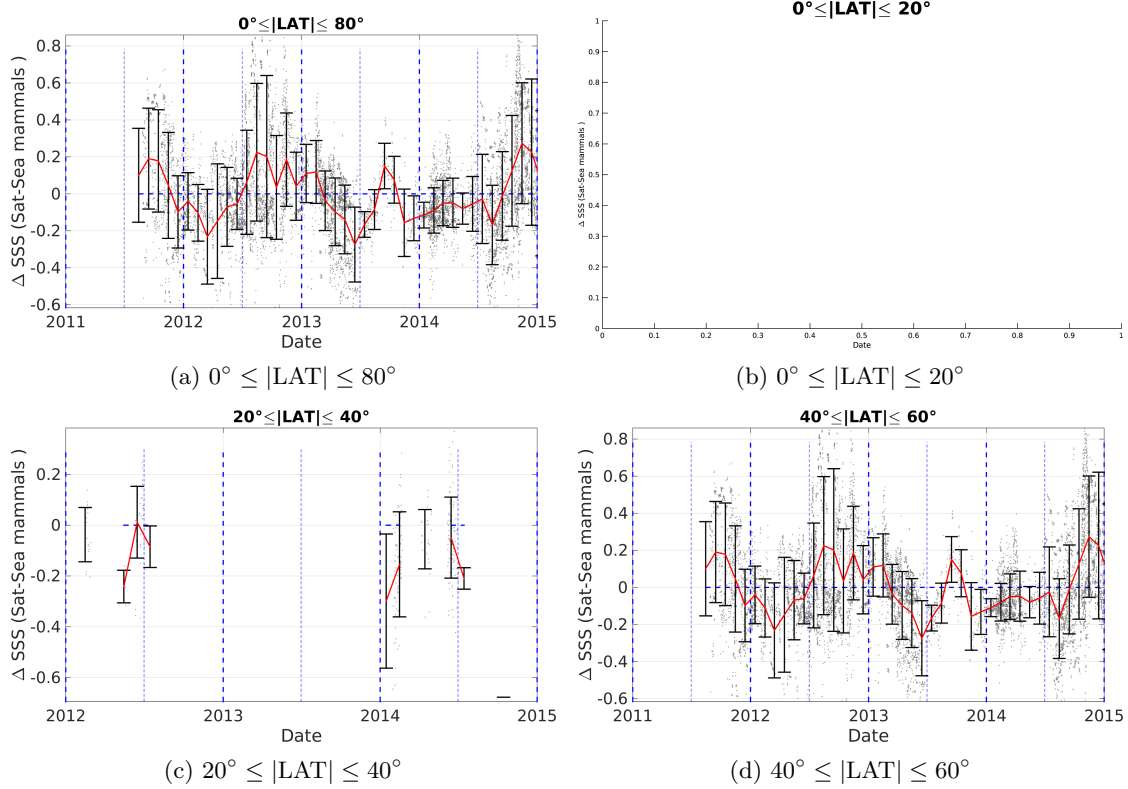 0°≤|LAT|≤ 80°
Δ SSS (Sat-Sea mammals )
0.8
0.6
0.4
0.2
0
-0.2
-0.4
-0.6
2011 2012 2013 2014 2015
Date
(a) 0° ≤ |LAT| ≤ 80°
0°≤|LAT|≤ 20°
Δ SSS (Sat-Sea mammals )
1
0.9
0.8
0.7
0.6
0.5
0.4
0.3
0.2
0.1
0
0 0.1 0.2 0.3 0.4 0.5 0.6 0.7 0.8 0.9 1
Date
(b) 0° ≤ |LAT| ≤ 20°
20°≤|LAT|≤ 40°
Δ SSS (Sat-Sea mammals )
0.2
0
-0.2
-0.4
-0.6
2012 2013 2014 2015
Date
(c) 20° ≤ |LAT| ≤ 40°
40°≤|LAT|≤ 60°
Δ SSS (Sat-Sea mammals )
0.8
0.6
0.4
0.2
0
-0.2
-0.4
-0.6
2011 2012 2013 2014 2015
Date
(d) 40° ≤ |LAT| ≤ 60°